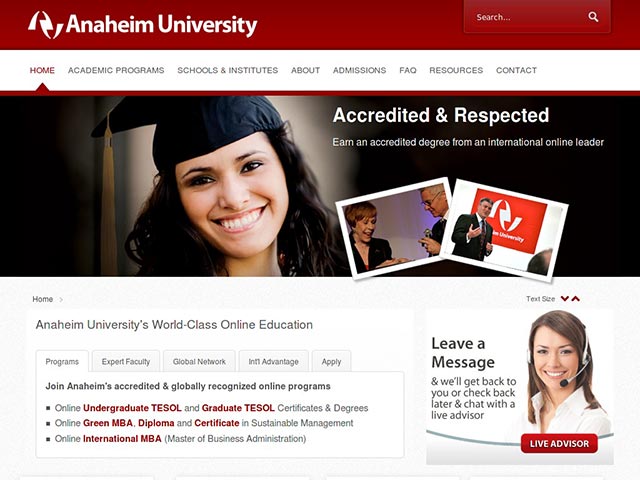 Anaheim University
Search...
HOME ACADEMIC PROGRAMS SCHOOLS & INSTITUTES ABOUT ADMISSIONS FAQ RESOURCES CONTACT
Accredited & Respected
Earn an accredited degree from an international online leader
Home >
Text Size
Anaheim University's World-Class Online Education
Programs Expert Faculty Global Network Int'l Advantage Apply
Join Anaheim's accredited & globally recognized online programs
Online Undergraduate TESOL and Graduate TESOL Certificates & Degrees
Online Green MBA, Diploma and Certificate in Sustainable Management
Online International MBA (Master of Business Administration)
Leave a
Message
& we'll get back
to you or check back
later & chat with a
live advisor
LIVE ADVISOR